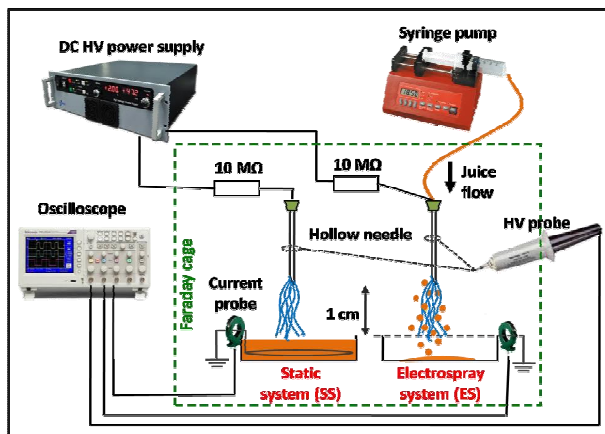 DC HV power supply
Syringe pump
10 MΩ
10 MΩ
Juice
flow
Oscilloscope
Hollow needle
HV probe
Faraday cage
Current
probe
1 cm
Static
system (SS)
Electrospray
system (ES)